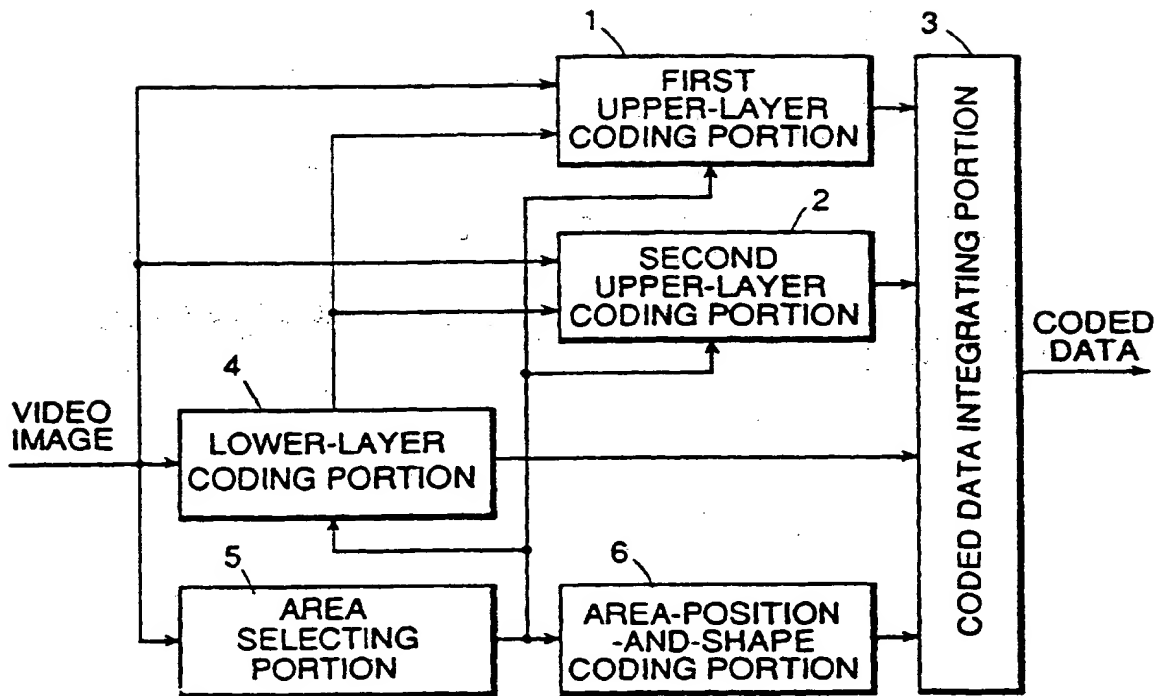 1
FIRST
UPPER-LAYER
CODING PORTION
2
SECOND
UPPER-LAYER
CODING PORTION
3
CODED DATA INTEGRATING PORTION
CODED
DATA
VIDEO
IMAGE
4
LOWER-LAYER
CODING PORTION
5
AREA
SELECTING
PORTION
6
AREA-POSITION
-AND-SHAPE
CODING PORTION